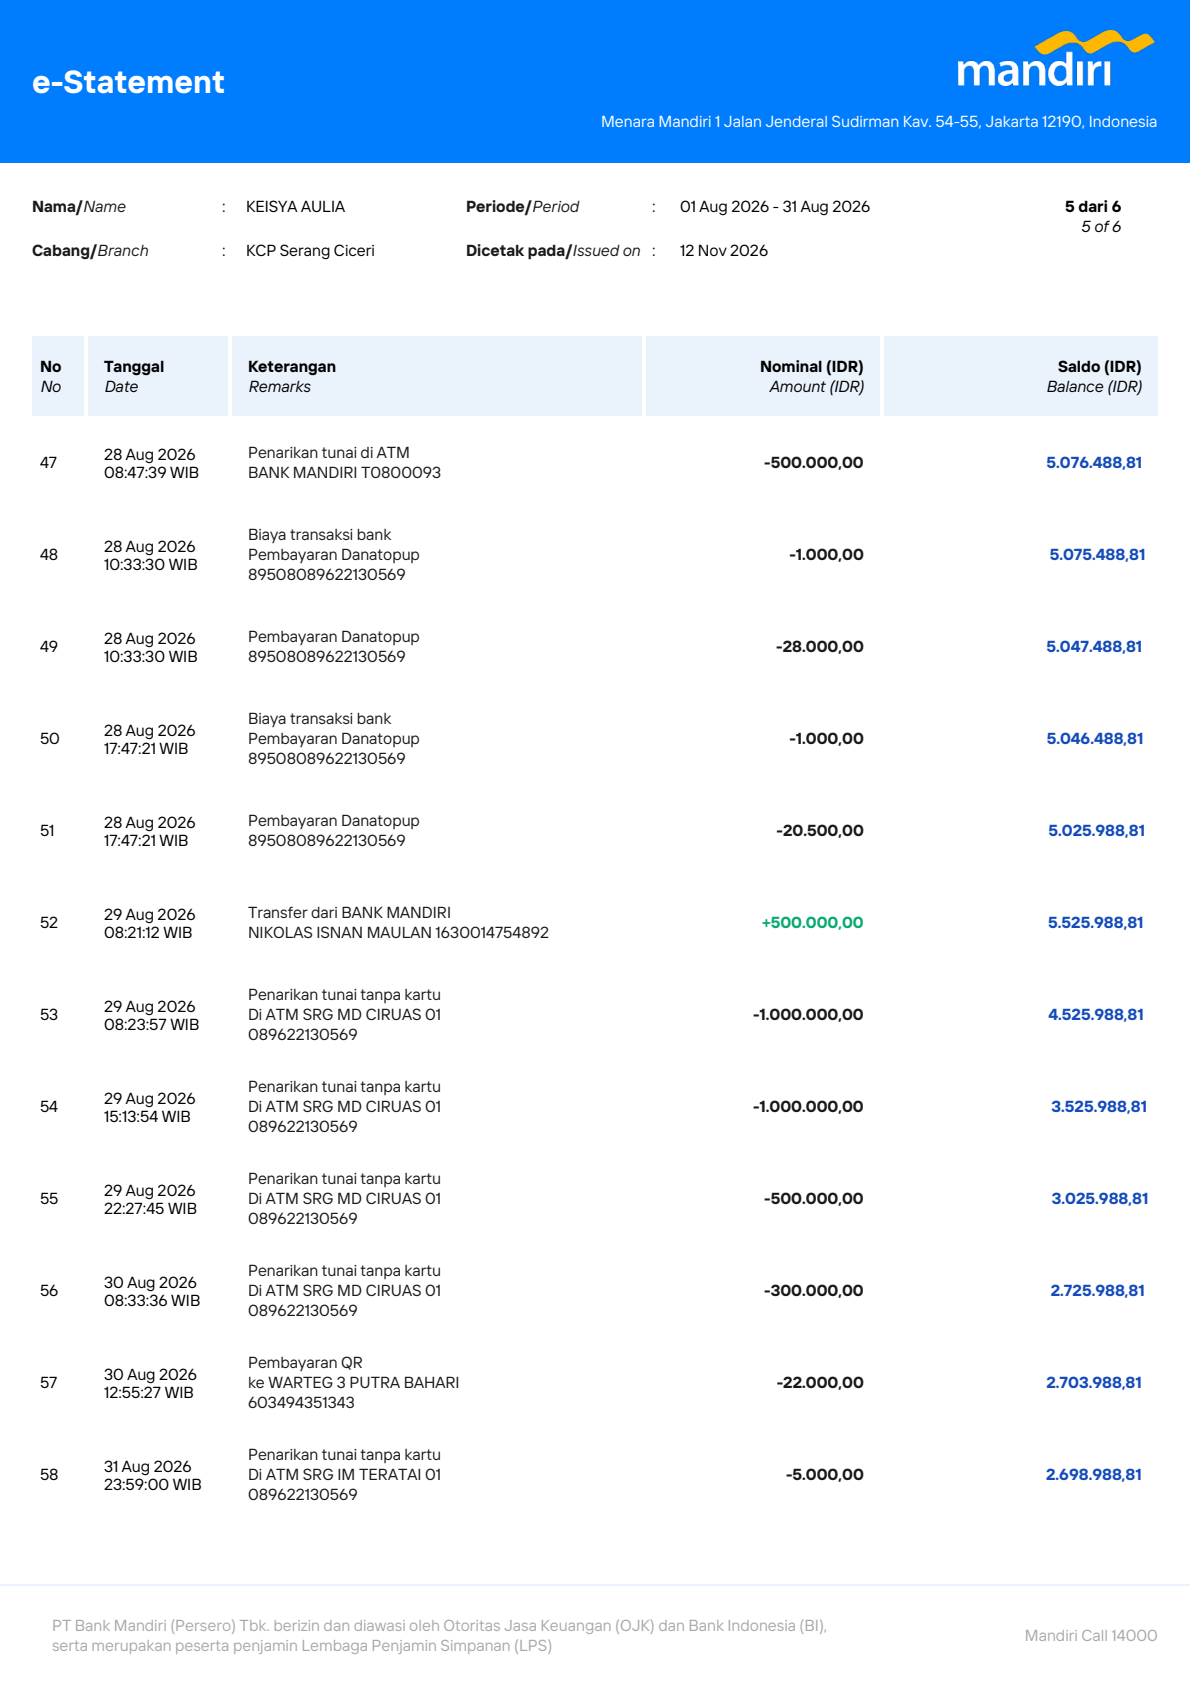 e-Statement
mandiri
Menara Mandiri 1 Jalan Jenderal Sudirman Kav. 54-55, Jakarta 12190, Indonesia
Nama/Name : KEISYA AULIA Periode/Period : 01 Aug 2026 - 31 Aug 2026 5 dari 6
5 of 6
Cabang/Branch : KCP Serang Ciceri Dicetak pada/Issued on : 12 Nov 2026
No Tanggal Keterangan Nominal (IDR) Saldo (IDR)
No Date Remarks Amount (IDR) Balance (IDR)
47 28 Aug 2026 08:47:39 WIB Penarikan tunai di ATM
BANK MANDIRI T0800093 -500.000,00 5.076.488,81
48 28 Aug 2026 10:33:30 WIB Biaya transaksi bank
Pembayaran Danatopup
89508089622130569 -1.000,00 5.075.488,81
49 28 Aug 2026 10:33:30 WIB Pembayaran Danatopup
89508089622130569 -28.000,00 5.047.488,81
50 28 Aug 2026 17:47:21 WIB Biaya transaksi bank
Pembayaran Danatopup
89508089622130569 -1.000,00 5.046.488,81
51 28 Aug 2026 17:47:21 WIB Pembayaran Danatopup
89508089622130569 -20.500,00 5.025.988,81
52 29 Aug 2026 08:21:12 WIB Transfer dari BANK MANDIRI
NIKOLAS ISNAN MAULAN 1630014754892 +500.000,00 5.525.988,81
53 29 Aug 2026 08:23:57 WIB Penarikan tunai tanpa kartu
Di ATM SRG MD CIRUAS 01
089622130569 -1.000.000,00 4.525.988,81
54 29 Aug 2026 15:13:54 WIB Penarikan tunai tanpa kartu
Di ATM SRG MD CIRUAS 01
089622130569 -1.000.000,00 3.525.988,81
55 29 Aug 2026 22:27:45 WIB Penarikan tunai tanpa kartu
Di ATM SRG MD CIRUAS 01
089622130569 -500.000,00 3.025.988,81
56 30 Aug 2026 08:33:36 WIB Penarikan tunai tanpa kartu
Di ATM SRG MD CIRUAS 01
089622130569 -300.000,00 2.725.988,81
57 30 Aug 2026 12:55:27 WIB Pembayaran QR
ke WARTEG 3 PUTRA BAHARI
603494351343 -22.000,00 2.703.988,81
58 31 Aug 2026 23:59:00 WIB Penarikan tunai tanpa kartu
Di ATM SRG IM TERATAI 01
089622130569 -5.000,00 2.698.988,81
PT Bank Mandiri (Persero) Tbk. berizin dan diawasi oleh Otoritas Jasa Keuangan (OJK) dan Bank Indonesia (BI),
serta merupakan peserta penjamin Lembaga Penjamin Simpanan (LPS)
Mandiri Call 14000